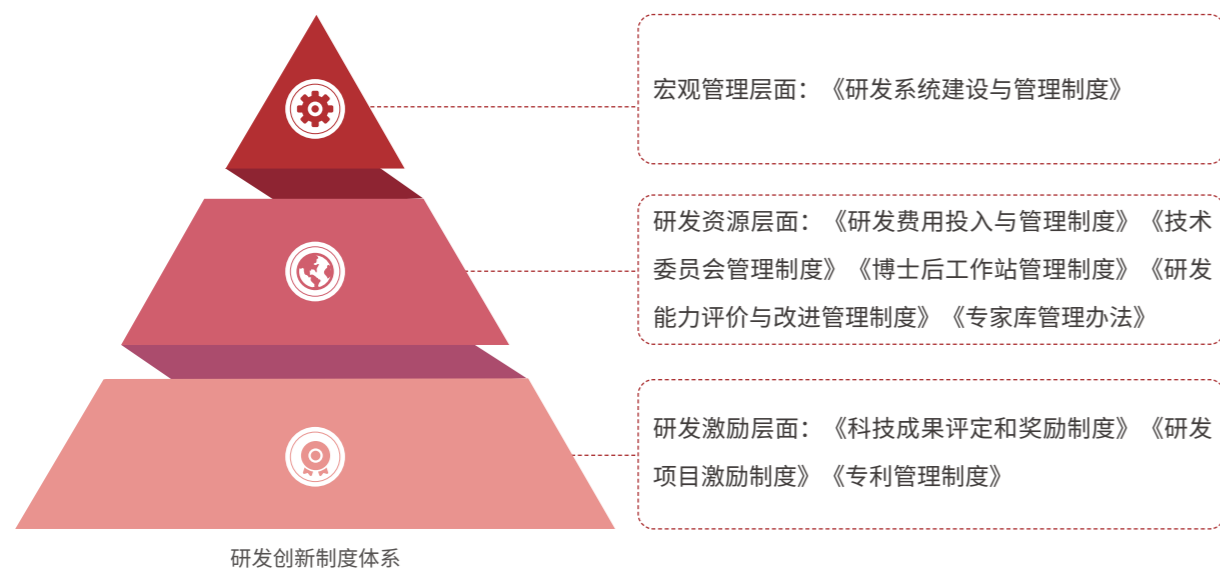 宏观管理层面：《研发系统建设与管理制度》
研发资源层面：《研发费用投入与管理制度》《技术
委员会管理制度》《博士后工作站管理制度》《研发
能力评价与改进管理制度》《专家库管理办法》
研发激励层面：《科技成果评定和奖励制度》《研发
项目激励制度》《专利管理制度》
研发创新制度体系